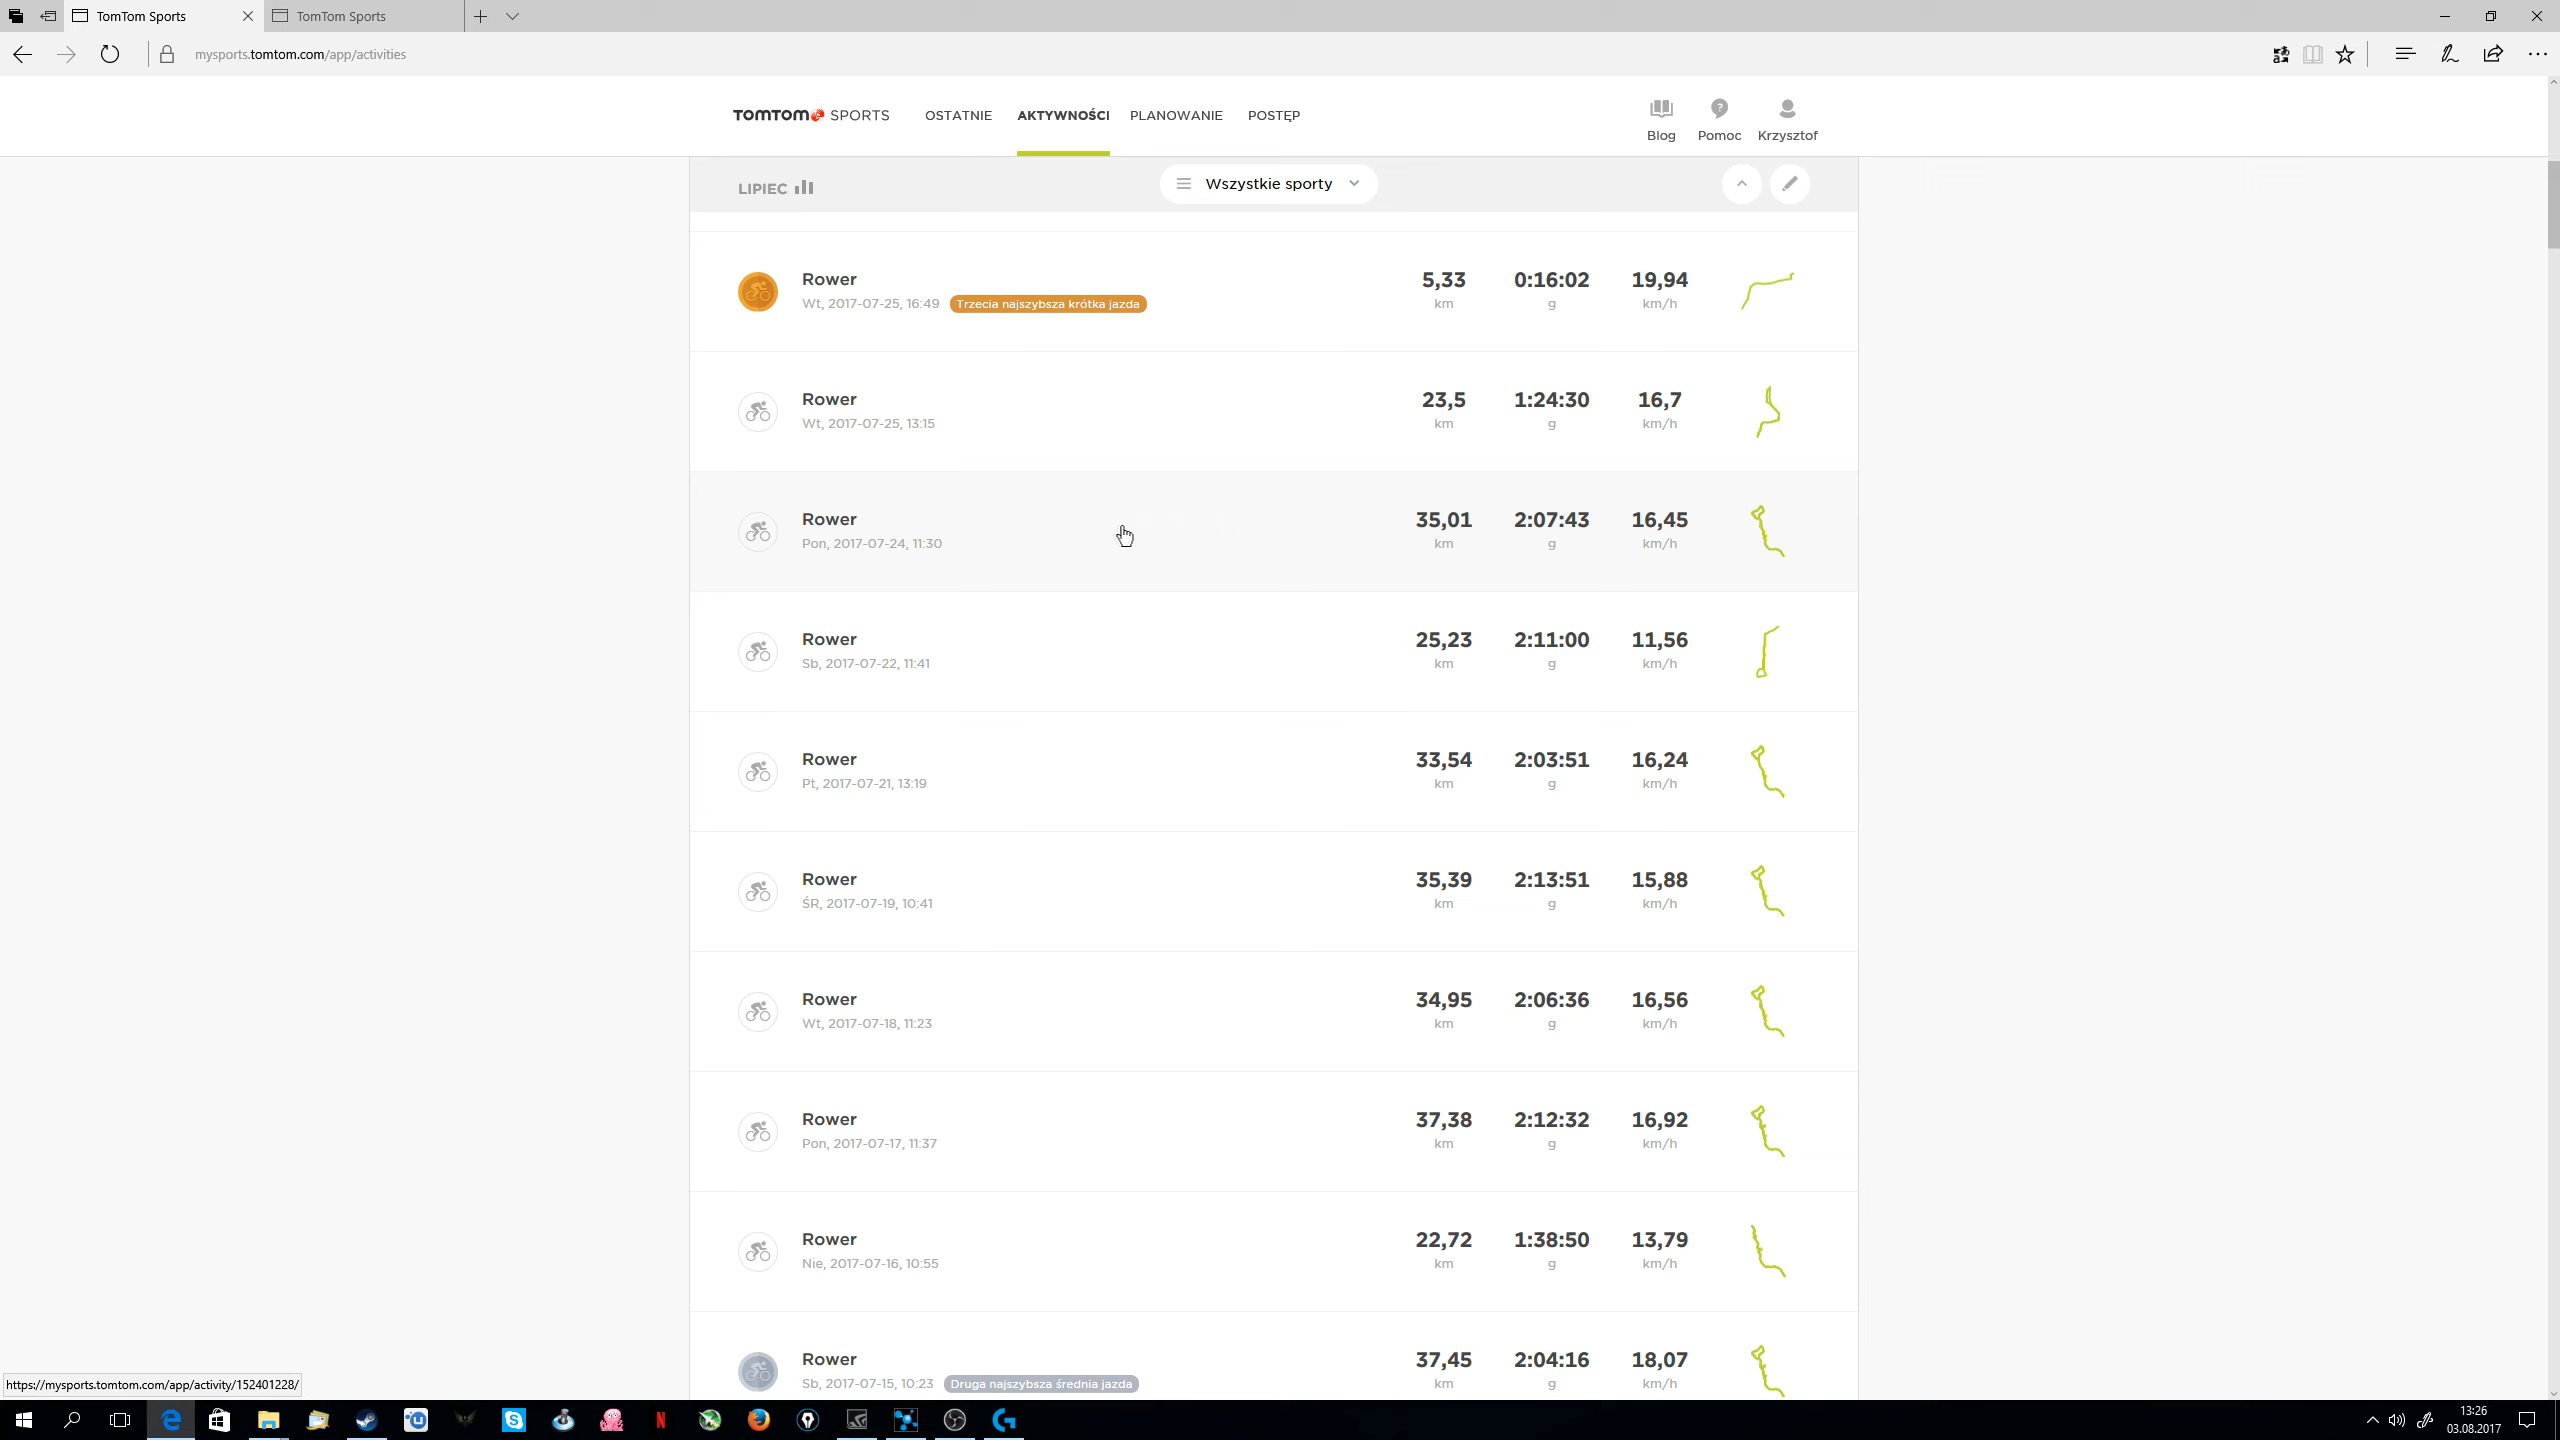 TomTom Sports
TomTom Sports
mysports.tomtom.com/app/activities
TOMTOM SPORTS OSTATNIE AKTYWNOŚCI PLANOWANIE POSTĘP
Blog Pomoc Krzysztof
LIPIEC Wszystkie sporty
Rower 5,33 0:16:02 19,94
Wt, 2017-07-25, 16:49 Trzecia najszybsza krótka jazda km g km/h
Rower 23,5 1:24:30 16,7
Wt, 2017-07-25, 13:15 km g km/h
Rower 35,01 2:07:43 16,45
Pon, 2017-07-24, 11:30 km g km/h
Rower 25,23 2:11:00 11,56
Sb, 2017-07-22, 11:41 km g km/h
Rower 33,54 2:03:51 16,24
Pt, 2017-07-21, 13:19 km g km/h
Rower 35,39 2:13:51 15,88
ŚR, 2017-07-19, 10:41 km g km/h
Rower 34,95 2:06:36 16,56
Wt, 2017-07-18, 11:23 km g km/h
Rower 37,38 2:12:32 16,92
Pon, 2017-07-17, 11:37 km g km/h
Rower 22,72 1:38:50 13,79
Nie, 2017-07-16, 10:55 km g km/h
Rower 37,45 2:04:16 18,07
Sb, 2017-07-15, 10:23 Druga najszybsza średnia jazda km g km/h
https://mysports.tomtom.com/app/activity/152401228/
13:26
03.08.2017